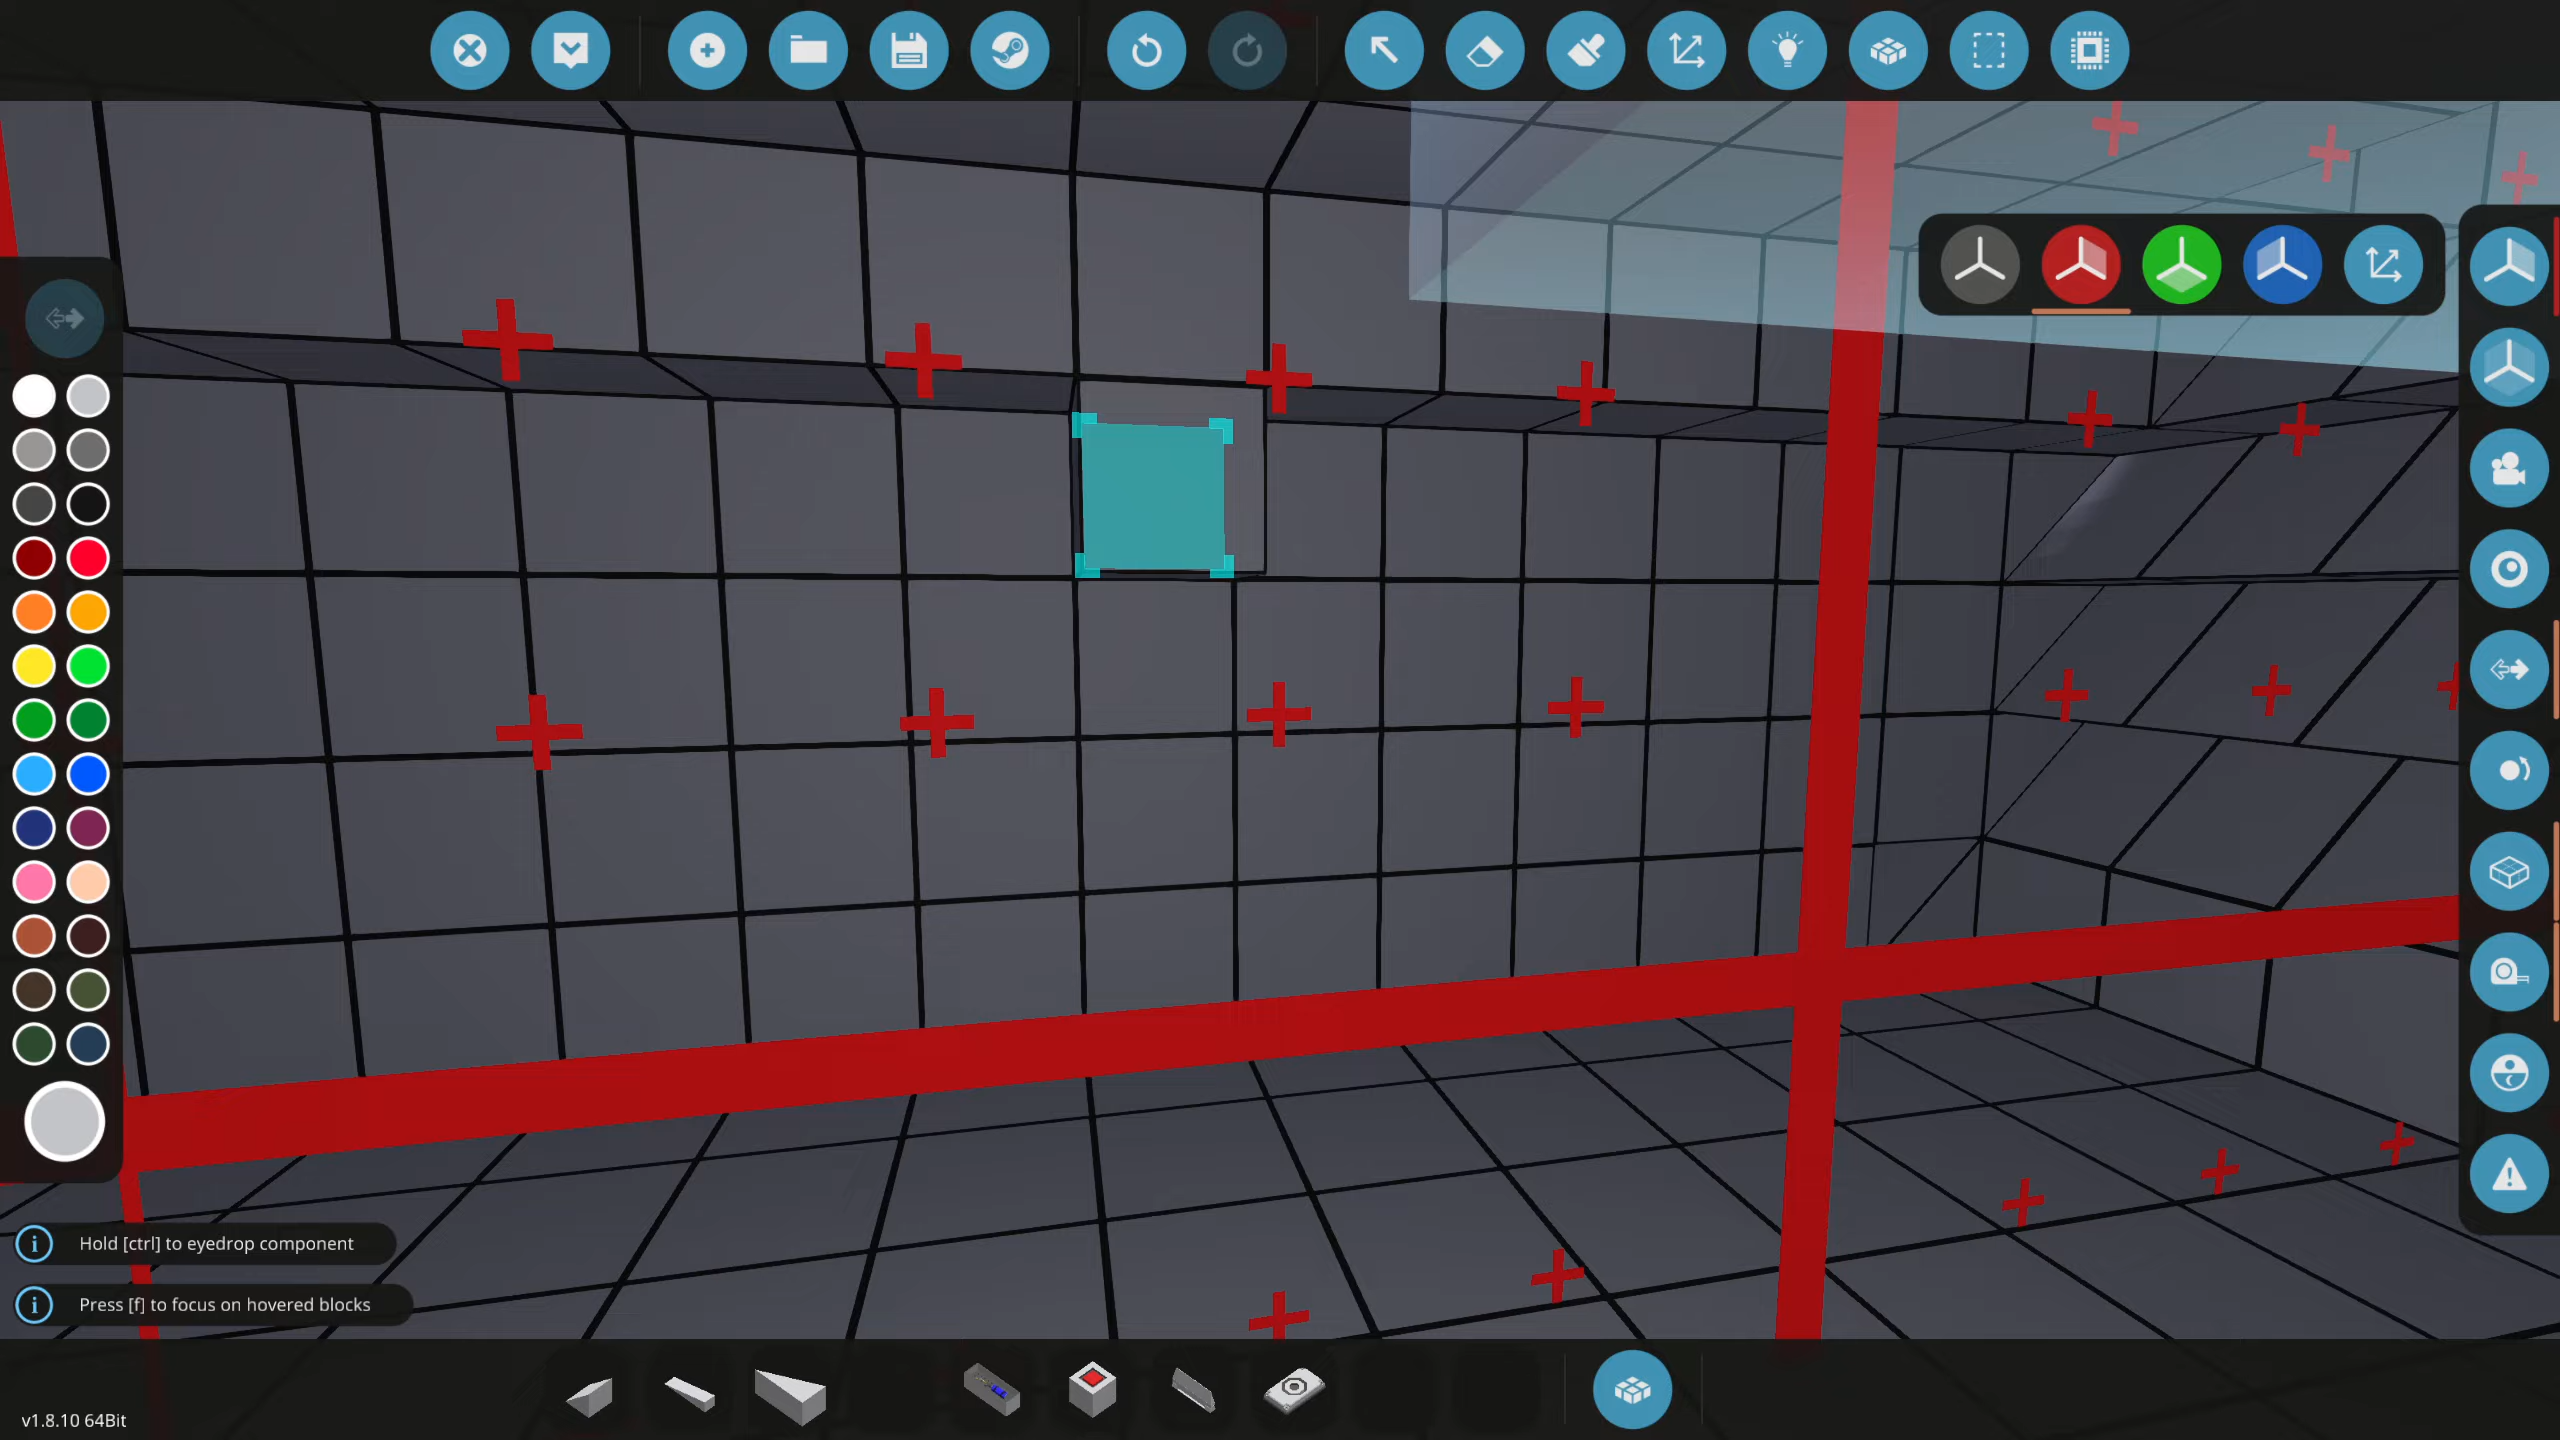 Hold [ctrl] to eyedrop component
Press [f] to focus on hovered blocks
v1.8.10 64Bit